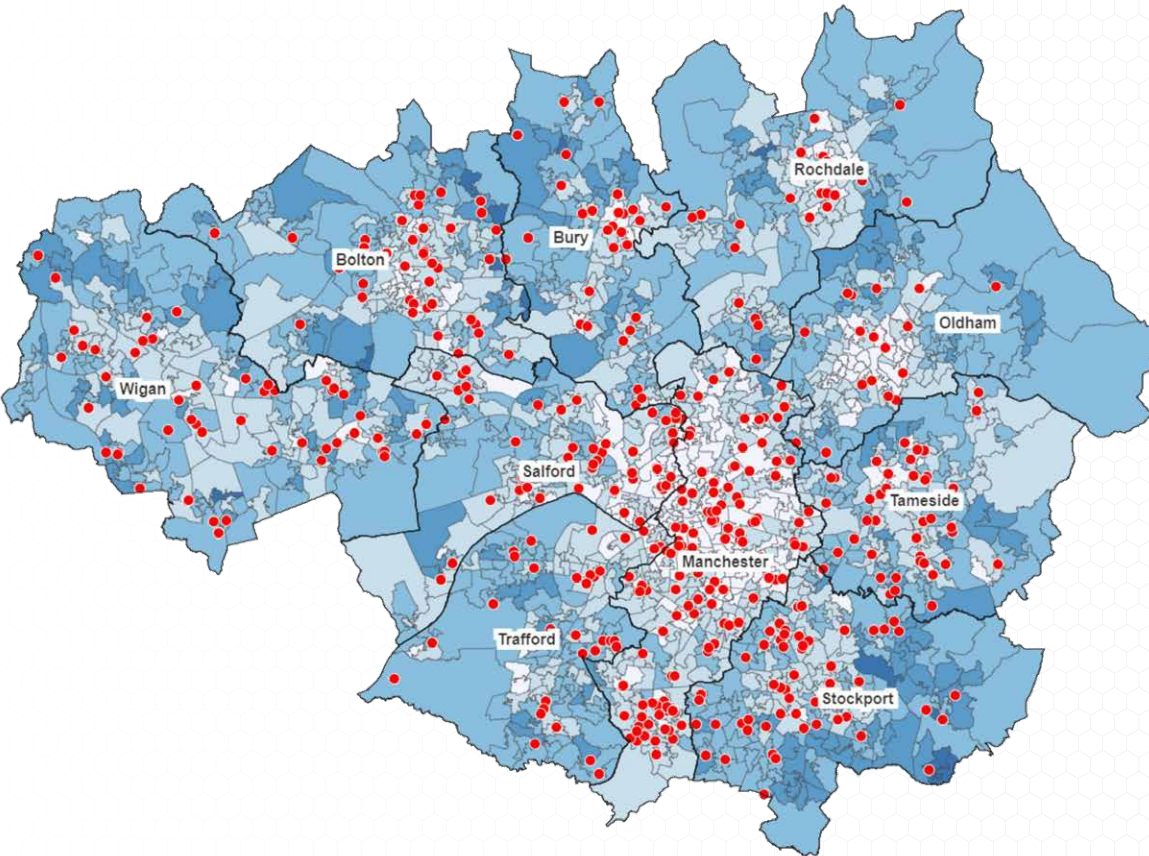 Rochdale
Bury
Bolton
Oldham
Wigan
Salford
Tameside
Manchester
Trafford
Stockport